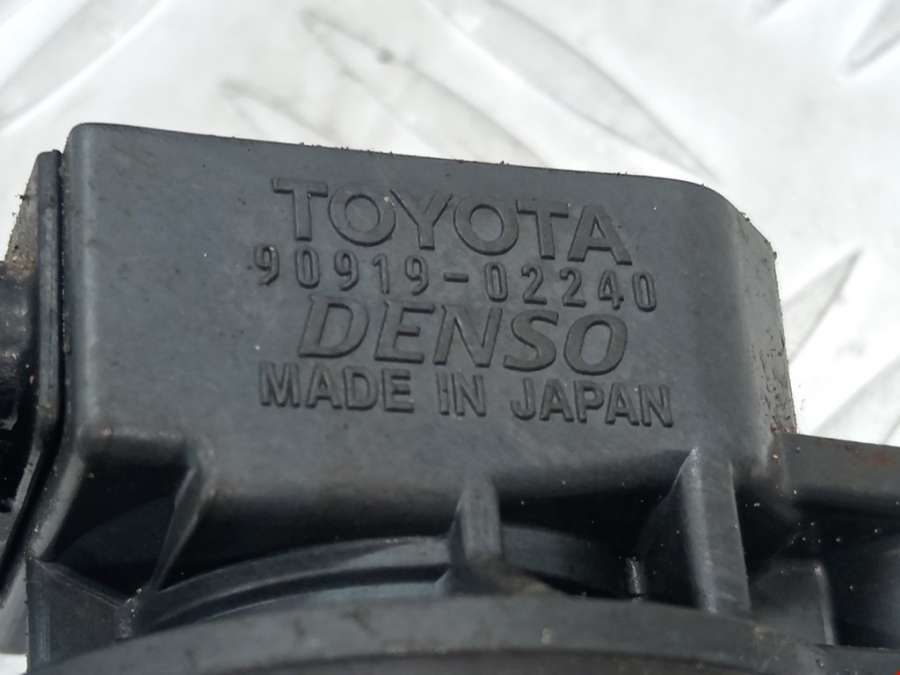 TOYOTA
90919-02240
DENSO
MADE IN JAPAN